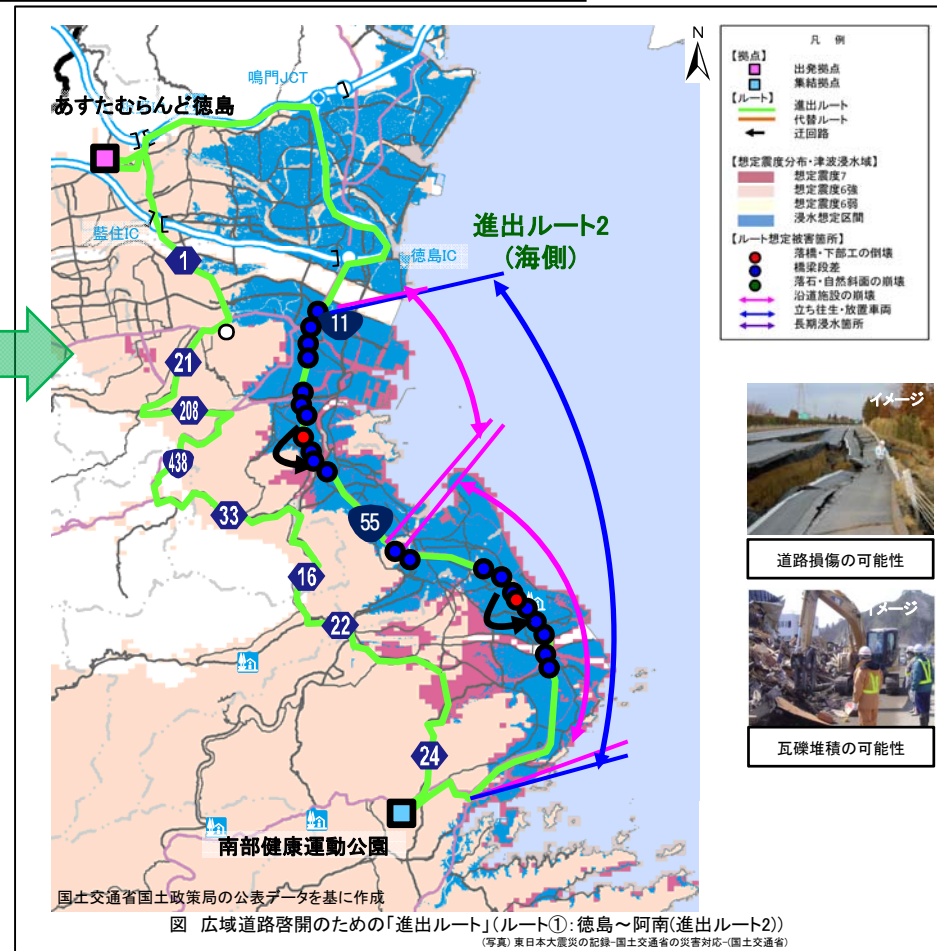 鳴門JCT
あすたむらんど徳島
藍住IC
徳島IC
進出ルート2
(海側)
N
1
11
21
208
438
33
55
16
22
24
南部健康運動公園
国土交通省国土政策局の公表データを基に作成
凡 例
【拠点】
出発拠点
集結拠点
【ルート】
進出ルート
代替ルート
迂回路
【想定震度分布・津波浸水域】
想定震度7
想定震度6強
想定震度6弱
浸水想定区間
【ルート想定被害箇所】
落橋・下部工の倒壊
橋梁段差
落石・自然斜面の崩壊
沿道施設の崩壊
立ち往生・放置車両
長期浸水箇所
イメージ
道路損傷の可能性
イメージ
瓦礫堆積の可能性
図 広域道路啓開のための「進出ルート」(ルート①:徳島～阿南(進出ルート2))
(写真) 東日本大震災の記録-国土交通省の災害対応-(国土交通省)